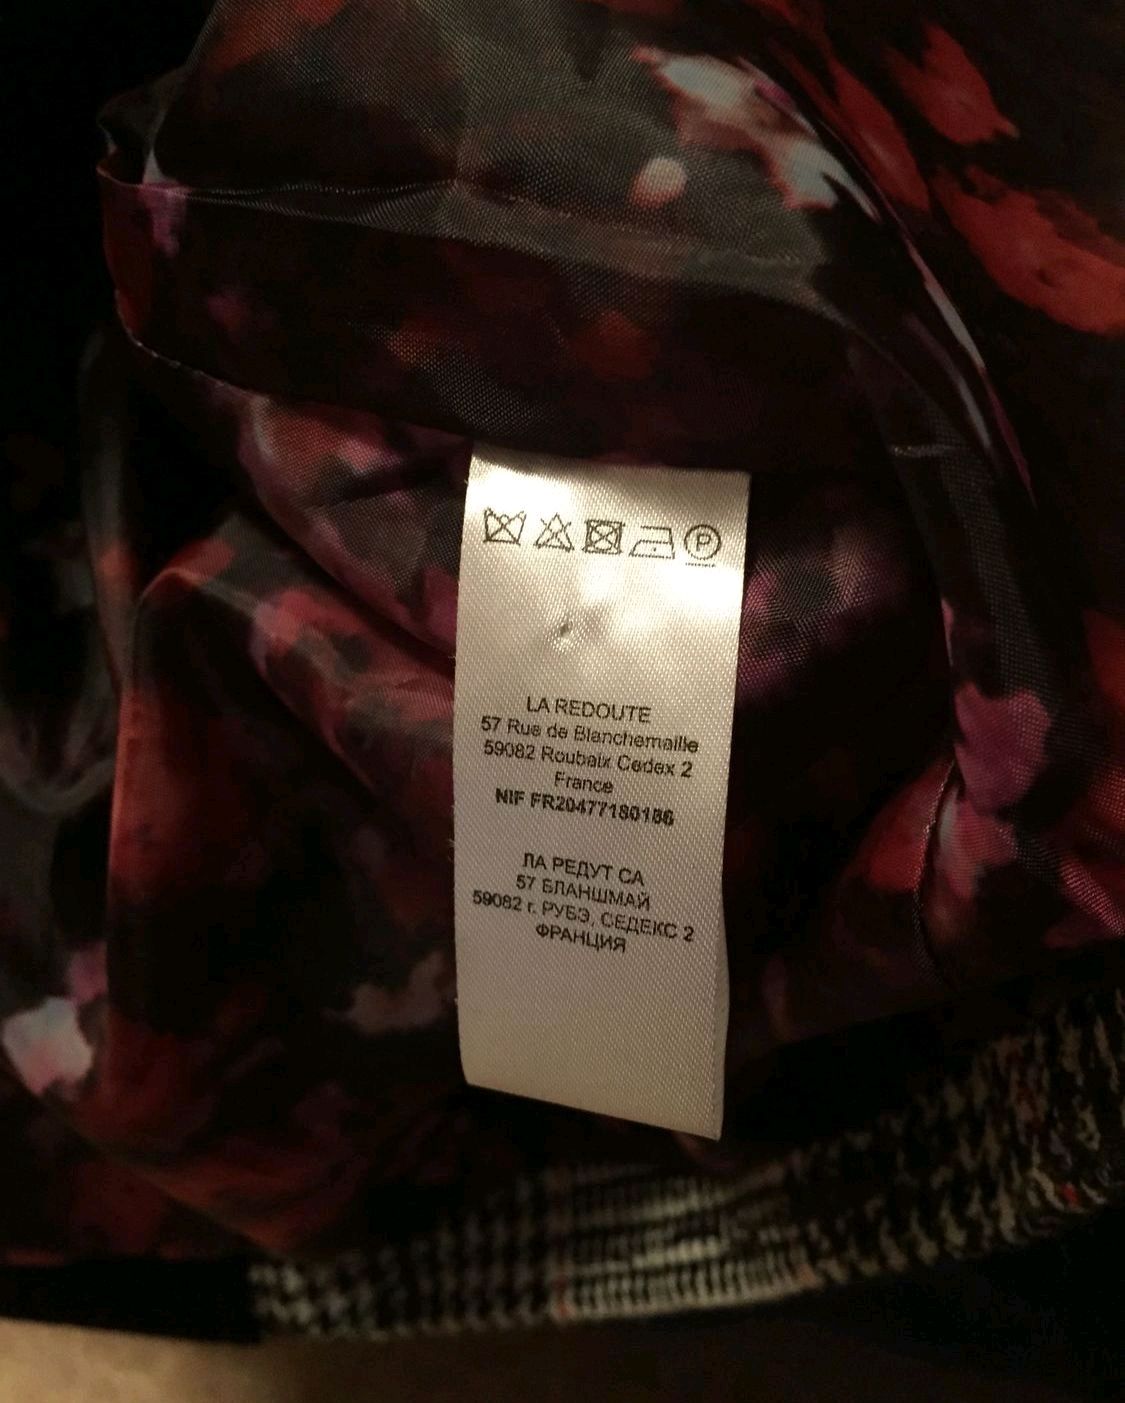 P
LA REDOUTE
57 Rue de Blanchemaille
59082 Roubaix Cedex 2
France
NIF FR20477180186
ЛА РЕДУТ СА
57 БЛАНШМАЙ
59082 г. РУБЭ, СЕДЕКС 2
ФРАНЦИЯ